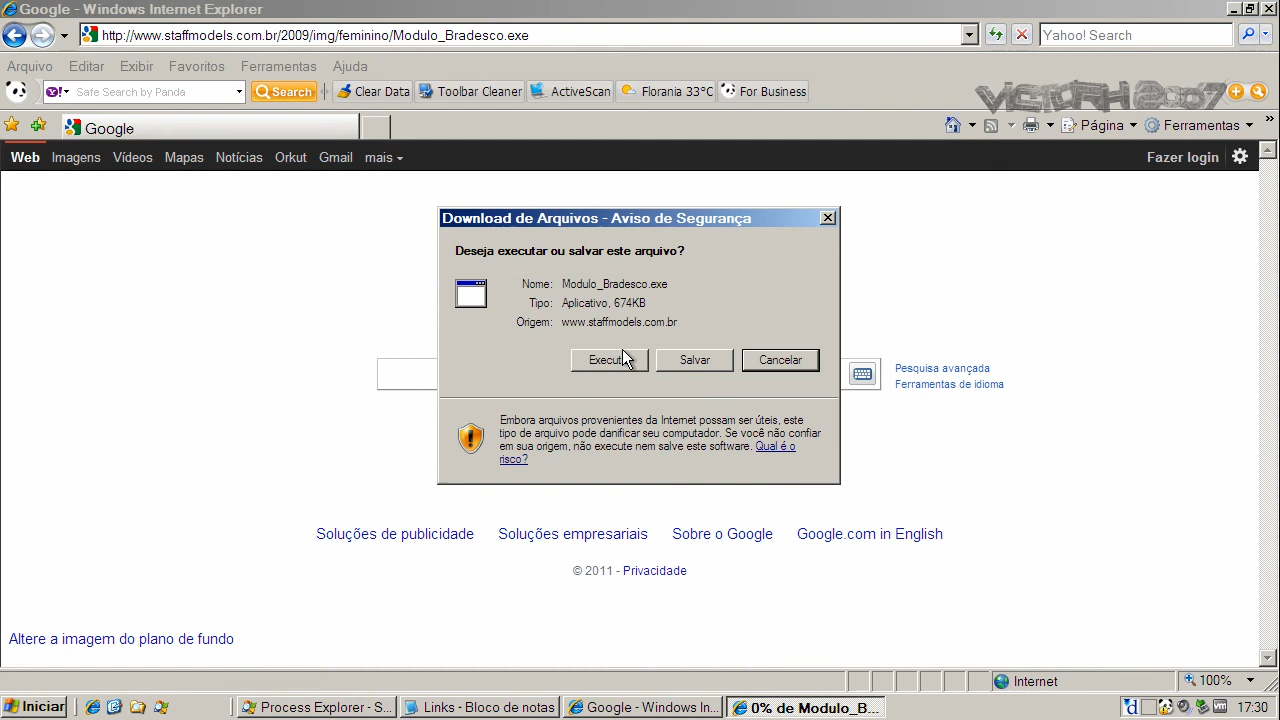 Google - Windows Internet Explorer
http://www.staffmodels.com.br/2009/img/feminino/Modulo_Bradesco.exe
Yahoo! Search
Arquivo Editar Exibir Favoritos Ferramentas Ajuda
Y! Safe Search by Panda Search Clear Data Toolbar Cleaner ActiveScan Florania 33°C For Business
VICTORH 2007
Google
Página Ferramentas »
Web Imagens Vídeos Mapas Notícias Orkut Gmail mais
Fazer login
Download de Arquivos - Aviso de Segurança
Deseja executar ou salvar este arquivo?
Nome: Modulo_Bradesco.exe
Tipo: Aplicativo, 674KB
Origem: www.staffmodels.com.br
Salvar Cancelar
Pesquisa avançada
Ferramentas de idioma
Embora arquivos provenientes da Internet possam ser úteis, este
tipo de arquivo pode danificar seu computador. Se você não confiar
em sua origem, não execute nem salve este software. Qual é o
risco?
Soluções de publicidade Soluções empresariais Sobre o Google Google.com in English
© 2011 - Privacidade
Altere a imagem do plano de fundo
Internet 100%
Iniciar Process Explorer - S... Links - Bloco de notas Google - Windows In... 0% de Modulo_B... 17:30